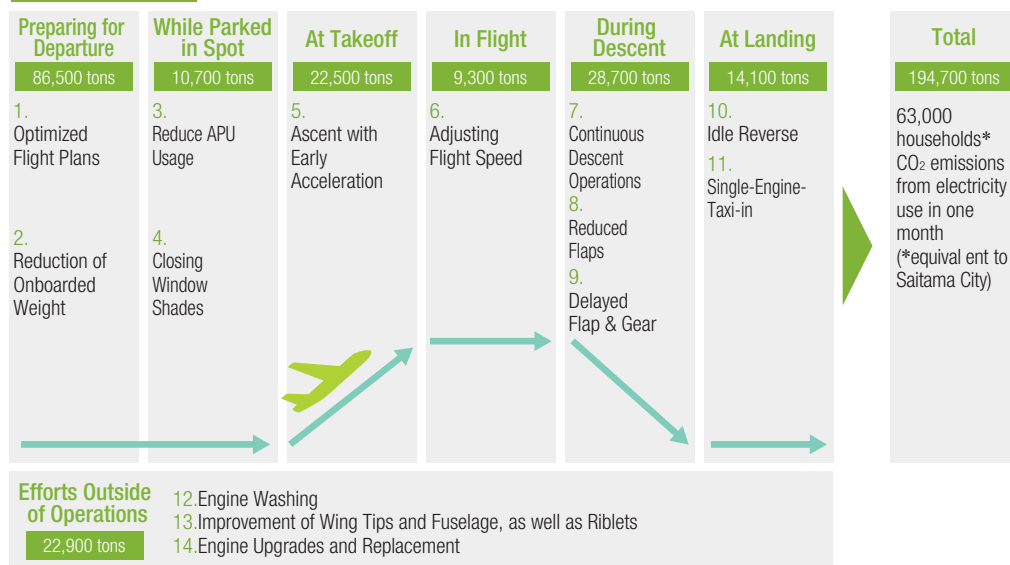 Preparing for
Departure
86,500 tons
1.
Optimized
Flight Plans
2.
Reduction of
Onboarded
Weight
While Parked
in Spot
10,700 tons
3.
Reduce APU
Usage
4.
Closing
Window
Shades
At Takeoff
22,500 tons
5.
Ascent with
Early
Acceleration
In Flight
9,300 tons
6.
Adjusting
Flight Speed
During
Descent
28,700 tons
7.
Continuous
Descent
Operations
8.
Reduced
Flaps
9.
Delayed
Flap & Gear
At Landing
14,100 tons
10.
Idle Reverse
11.
Single-Engine-
Taxi-in
Total
194,700 tons
63,000
households*
CO2 emissions
from electricity
use in one
month
(*equival ent to
Saitama City)
Efforts Outside
of Operations
22,900 tons
12.Engine Washing
13.Improvement of Wing Tips and Fuselage, as well as Riblets
14.Engine Upgrades and Replacement